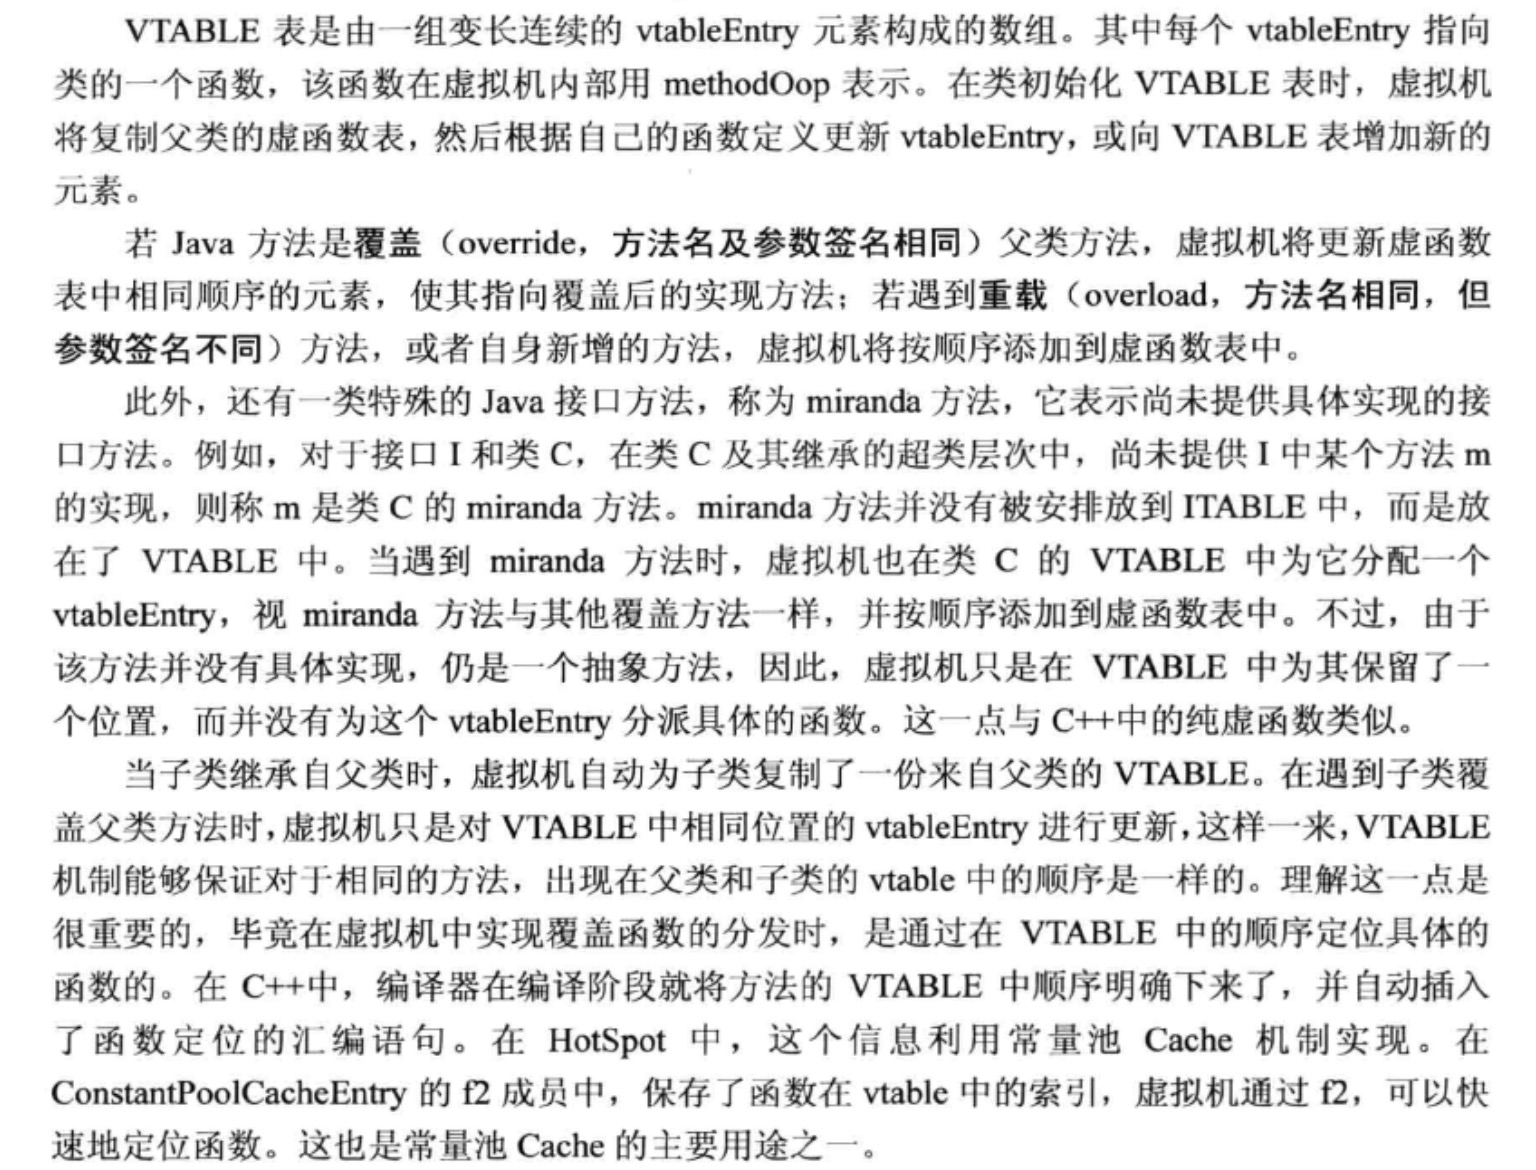 VTABLE 表是由一组变长连续的 vtableEntry 元素构成的数组。其中每个 vtableEntry 指向
类的一个函数，该函数在虚拟机内部用 methodOop 表示。在类初始化 VTABLE 表时，虚拟机
将复制父类的虚函数表，然后根据自己的函数定义更新 vtableEntry，或向 VTABLE 表增加新的
元素。
若 Java 方法是覆盖（override，方法名及参数签名相同）父类方法，虚拟机将更新虚函数
表中相同顺序的元素，使其指向覆盖后的实现方法；若遇到重载（overload，方法名相同，但
参数签名不同）方法，或者自身新增的方法，虚拟机将按顺序添加到虚函数表中。
此外，还有一类特殊的 Java 接口方法，称为 miranda 方法，它表示尚未提供具体实现的接
口方法。例如，对于接口 I 和类 C，在类 C 及其继承的超类层次中，尚未提供 I 中某个方法 m
的实现，则称 m 是类 C 的 miranda 方法。miranda 方法并没有被安排放到 ITABLE 中，而是放
在了 VTABLE 中。当遇到 miranda 方法时，虚拟机也在类 C 的 VTABLE 中为它分配一个
vtableEntry，视 miranda 方法与其他覆盖方法一样，并按顺序添加到虚函数表中。不过，由于
该方法并没有具体实现，仍是一个抽象方法，因此，虚拟机只是在 VTABLE 中为其保留了一
个位置，而并没有为这个 vtableEntry 分派具体的函数。这一点与 C++中的纯虚函数类似。
当子类继承自父类时，虚拟机自动为子类复制了一份来自父类的 VTABLE。在遇到子类覆
盖父类方法时，虚拟机只是对 VTABLE 中相同位置的 vtableEntry 进行更新，这样一来，VTABLE
机制能够保证对于相同的方法，出现在父类和子类的 vtable 中的顺序是一样的。理解这一点是
很重要的，毕竟在虚拟机中实现覆盖函数的分发时，是通过在 VTABLE 中的顺序定位具体的
函数的。在 C++中，编译器在编译阶段就将方法的 VTABLE 中顺序明确下来了，并自动插入
了函数定位的汇编语句。在 HotSpot 中，这个信息利用常量池 Cache 机制实现。在
ConstantPoolCacheEntry 的 f2 成员中，保存了函数在 vtable 中的索引，虚拟机通过 f2，可以快
速地定位函数。这也是常量池 Cache 的主要用途之一。